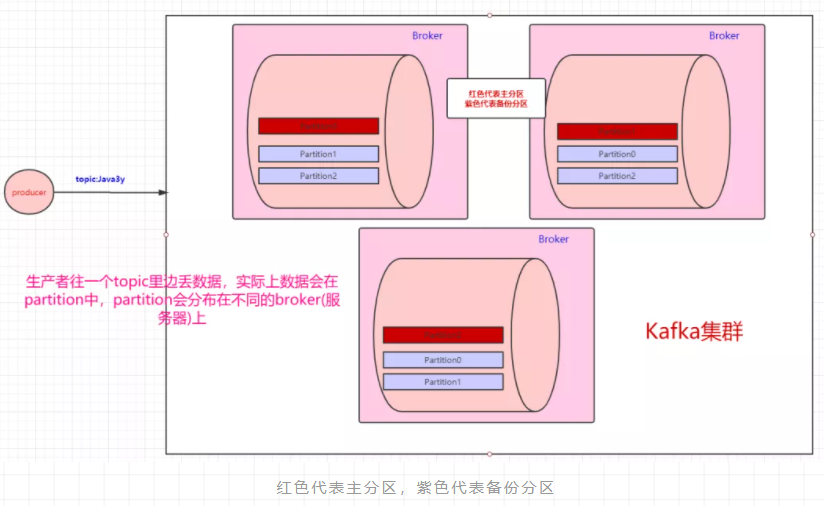 Broker
Broker
红色代表主分区
紫色代表备份分区
Partition1
Partition2
Partition0
Partition2
topic:Java3y
producer
Broker
生产者往一个topic里边丢数据，实际上数据会在
partition中，partition会分布在不同的broker(服
务器)上
Kafka集群
Partition0
Partition1
红色代表主分区，紫色代表备份分区